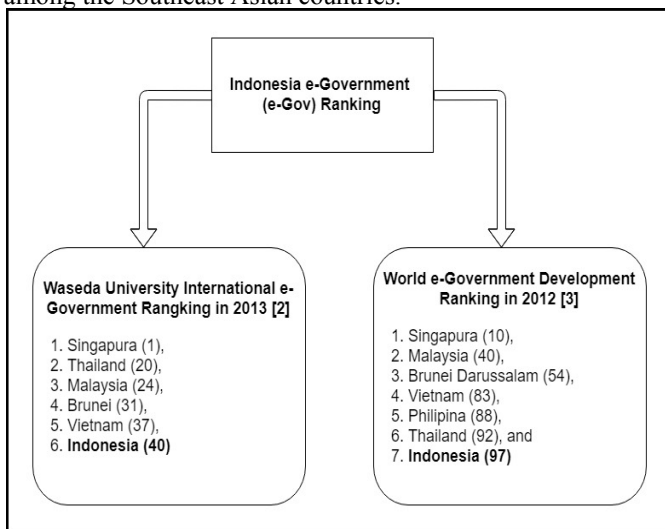 among the Southeast Asian countries.
Indonesia e-Government
(e-Gov) Ranking
Waseda University International e-
Government Rangking in 2013 [2]
1. Singapura (1),
2. Thailand (20),
3. Malaysia (24),
4. Brunei (31),
5. Vietnam (37),
6. Indonesia (40)
World e-Government Development
Ranking in 2012 [3]
1. Singapura (10),
2. Malaysia (40),
3. Brunei Darussalam (54),
4. Vietnam (83),
5. Philipina (88),
6. Thailand (92), and
7. Indonesia (97)